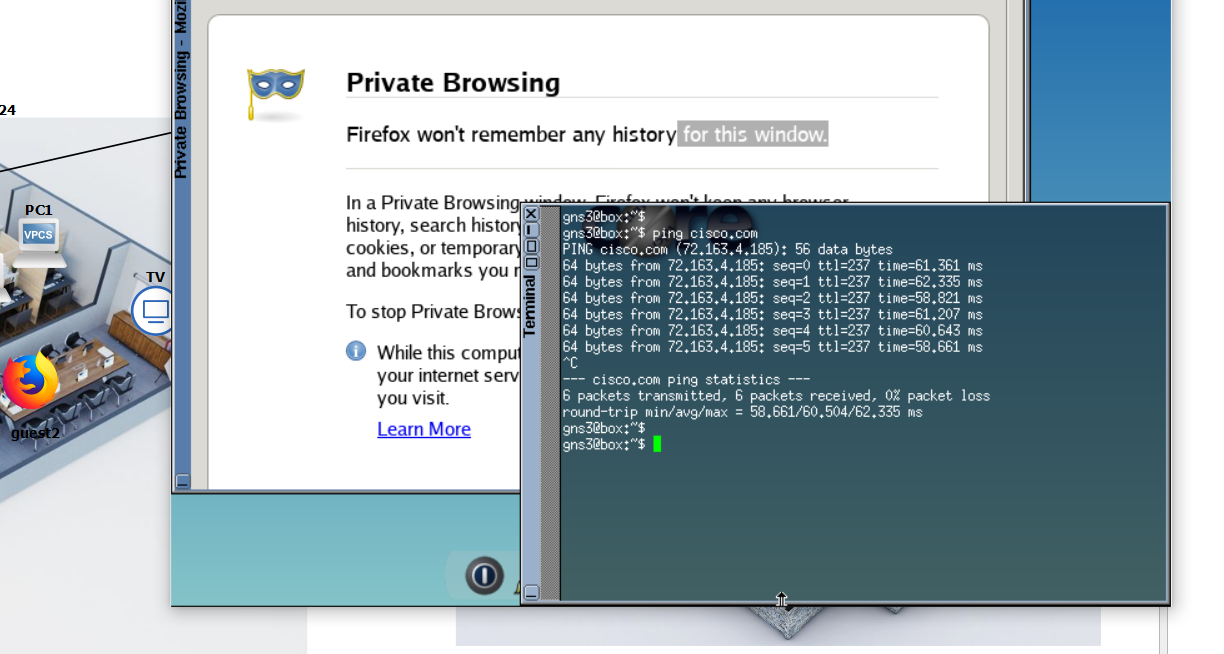 24
PC1
VPCS
TV
guest2
Private Browsing - Mozi
Private Browsing
Firefox won't remember any history for this window.
In a Private Browsing window, Firefox won't keep any browser
history, search history
cookies, or temporary
and bookmarks you
To stop Private Brows
While this comput
your internet serv
you visit.
Learn More
Terminal
gns3@box:~$
gns3@box:~$ ping cisco.com
PING cisco.com (72.163.4.185): 56 data bytes
64 bytes from 72.163.4.185: seq=0 ttl=237 time=61.361 ms
64 bytes from 72.163.4.185: seq=1 ttl=237 time=62.335 ms
64 bytes from 72.163.4.185: seq=2 ttl=237 time=58.821 ms
64 bytes from 72.163.4.185: seq=3 ttl=237 time=61.207 ms
64 bytes from 72.163.4.185: seq=4 ttl=237 time=60.643 ms
64 bytes from 72.163.4.185: seq=5 ttl=237 time=58.661 ms
^C
--- cisco.com ping statistics ---
6 packets transmitted, 6 packets received, 0% packet loss
round-trip min/avg/max = 58.661/60.504/62.335 ms
gns3@box:~$
gns3@box:~$